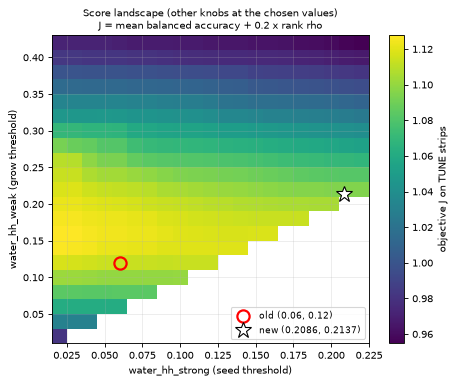 Score landscape (other knobs at the chosen values)
J = mean balanced accuracy + 0.2 x rank rho
water_hh_weak (grow threshold)
0.40
0.35
0.30
0.25
0.20
0.15
0.10
0.05
old (0.06, 0.12)
new (0.2086, 0.2137)
0.025 0.050 0.075 0.100 0.125 0.150 0.175 0.200 0.225
water_hh_strong (seed threshold)
1.12
1.10
1.08
1.06
1.04
1.02
1.00
0.98
0.96
objective J on TUNE strips